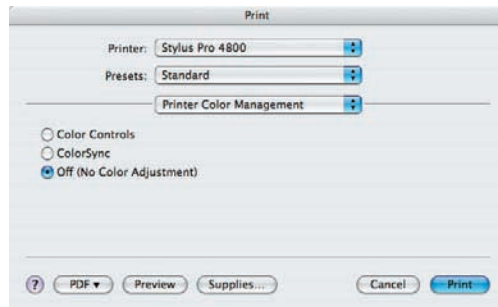 Print
Printer: Stylus Pro 4800
Presets: Standard
Printer Color Management
Color Controls
ColorSync
Off (No Color Adjustment)
? PDF ▾ Preview Supplies... Cancel Print